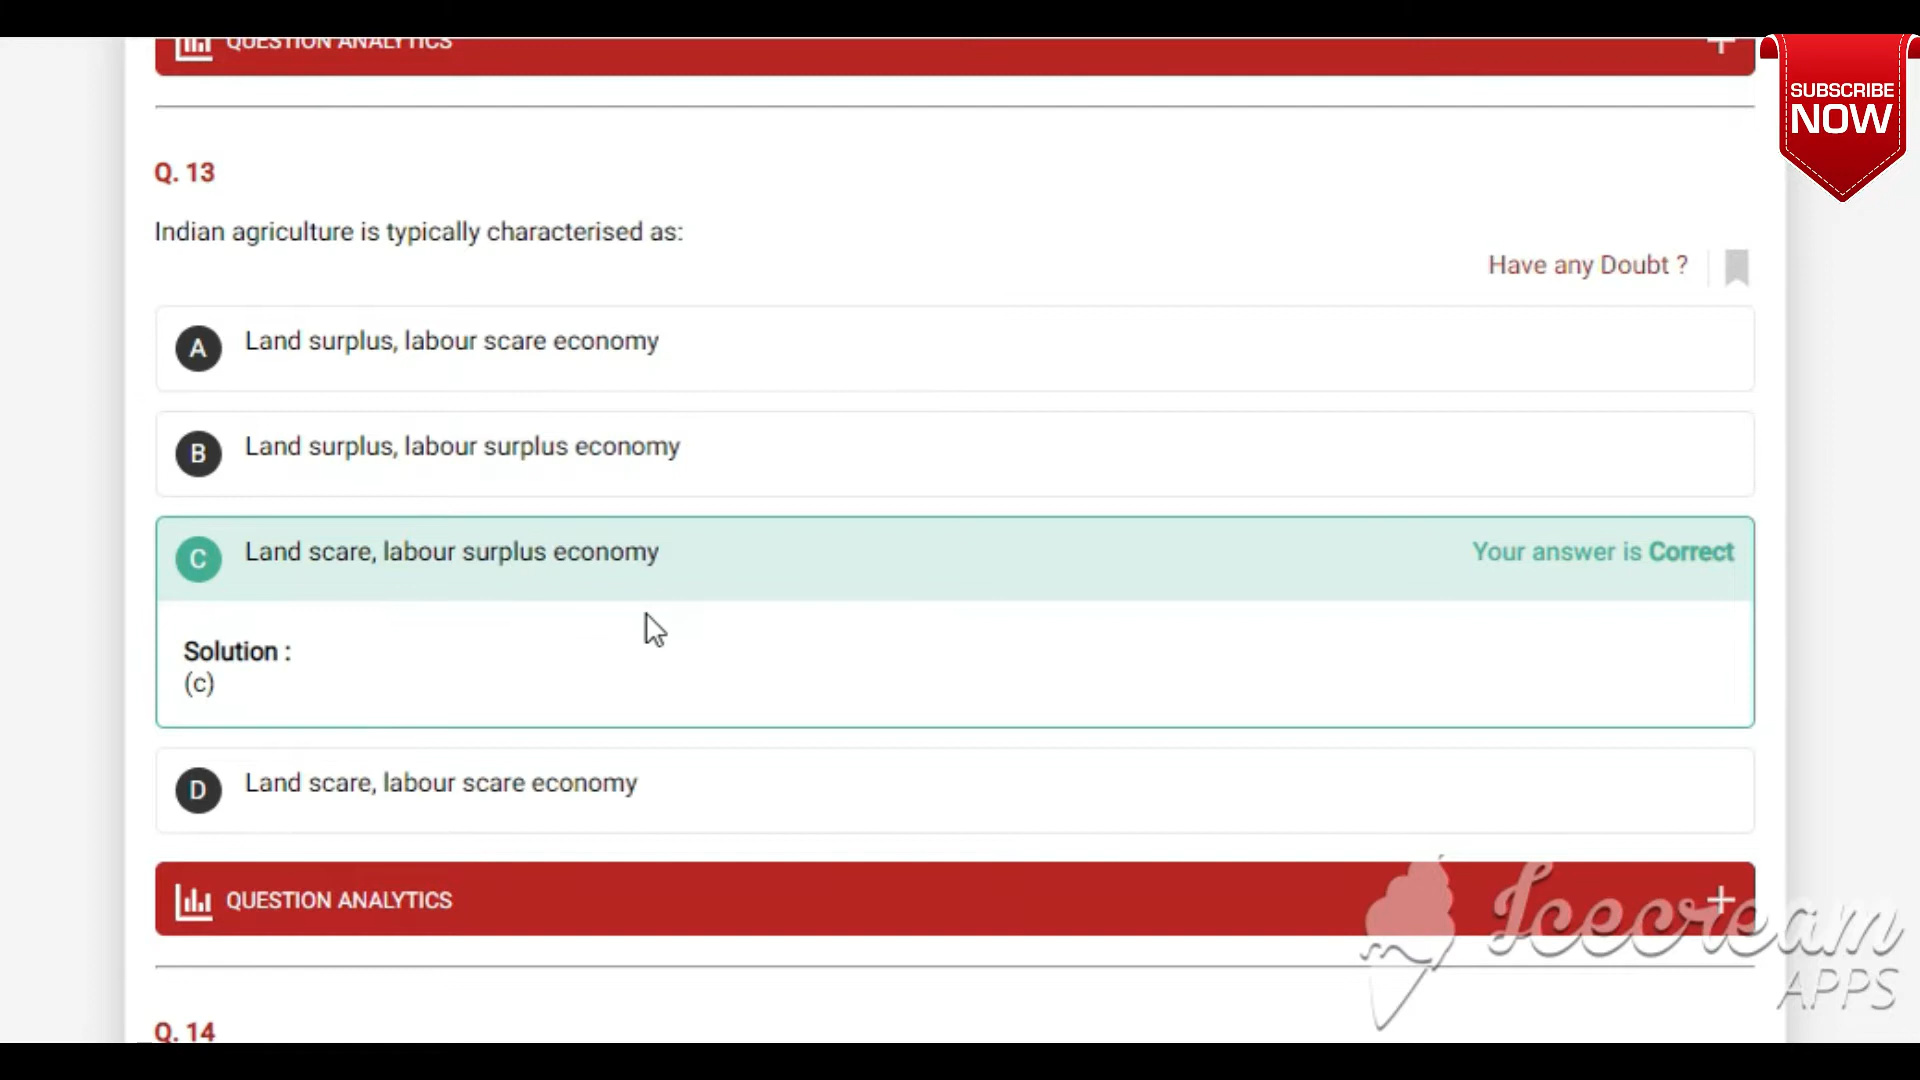 QUESTION ANALYTICS
SUBSCRIBE
NOW
Q. 13
Indian agriculture is typically characterised as:
Have any Doubt ?
A Land surplus, labour scare economy
B Land surplus, labour surplus economy
C Land scare, labour surplus economy Your answer is Correct
Solution :
(c)
D Land scare, labour scare economy
QUESTION ANALYTICS
Icecream
APPS
Q. 14